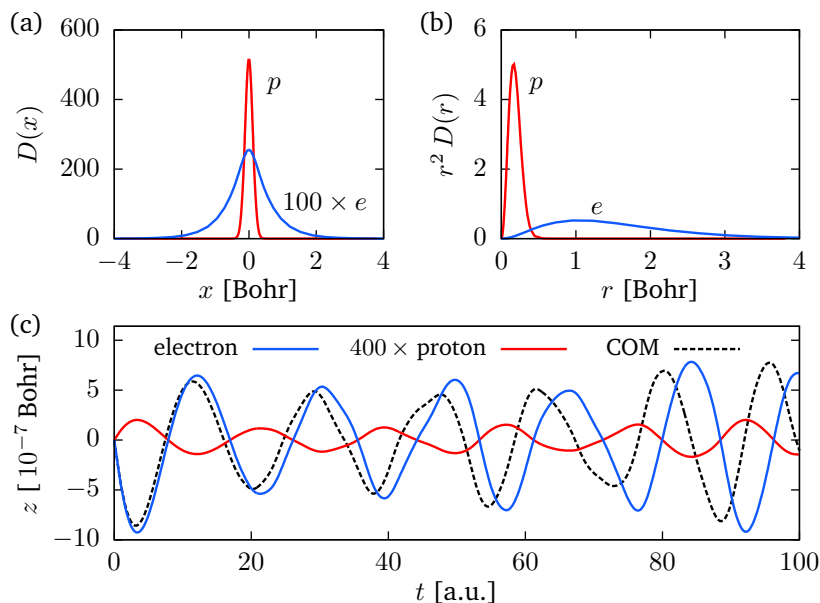 (a)
600
400
200
0
D(x)
p
100 × e
−4
−2
0
2
4
x [Bohr]
(b)
6
4
2
0
r² D(r)
p
e
0
1
2
3
4
r [Bohr]
(c)
10
5
0
−5
−10
z [10⁻⁷ Bohr]
electron
400 × proton
COM
0
20
40
60
80
100
t [a.u.]